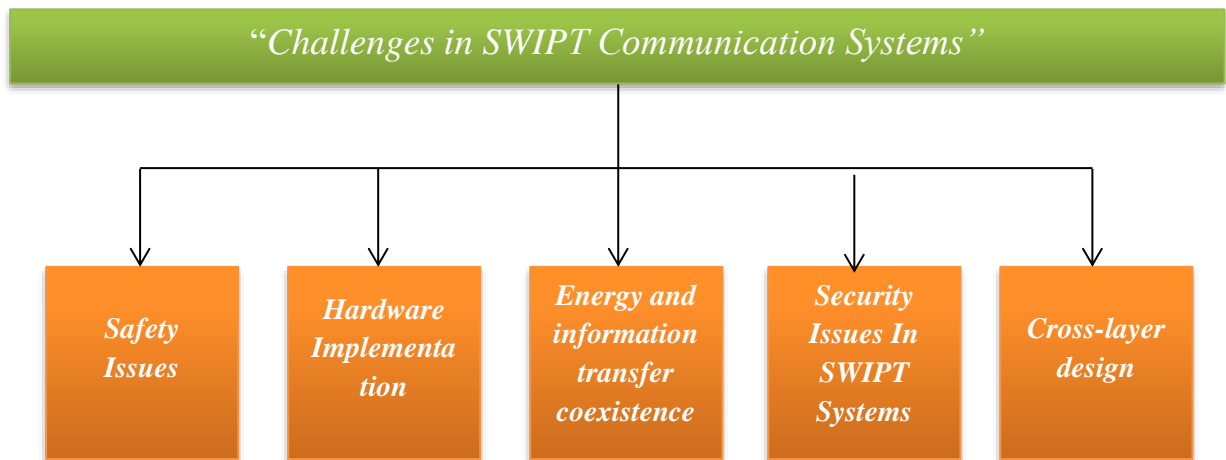 “Challenges in SWIPT Communication Systems”
Safety
Issues
Hardware
Implementa
tion
Energy and
information
transfer
coexistence
Security
Issues In
SWIPT
Systems
Cross-layer
design